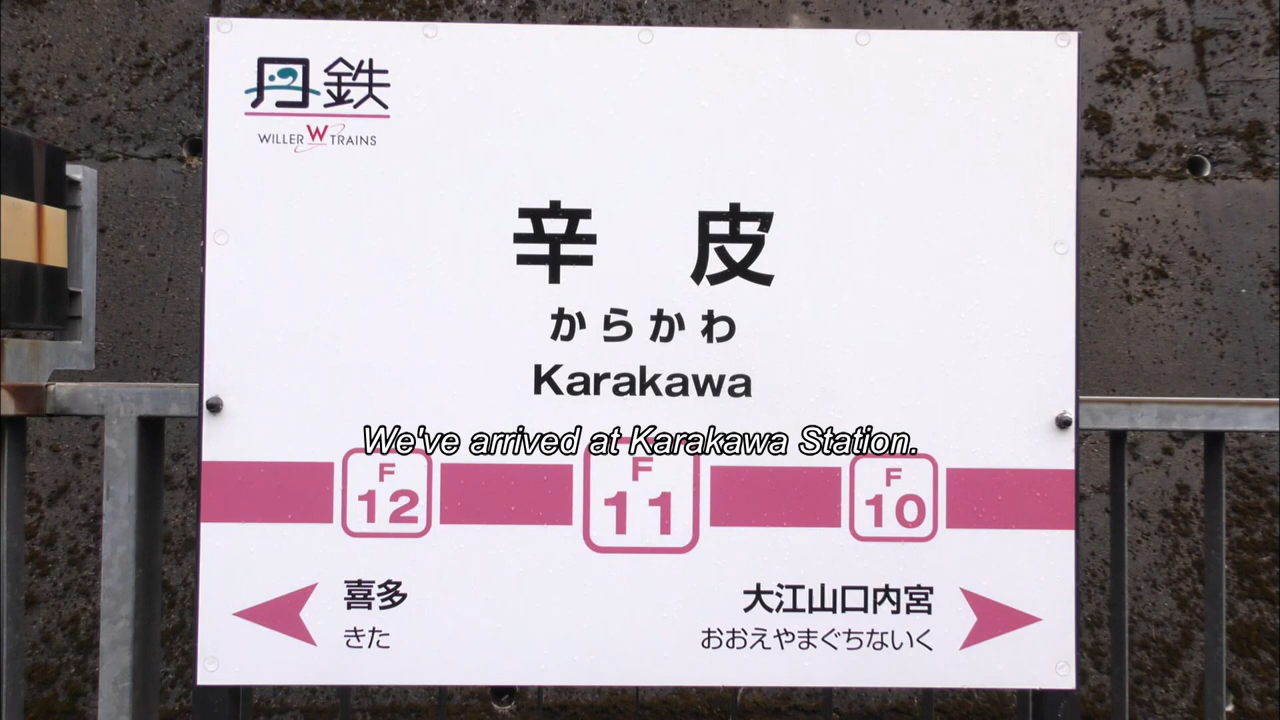 丹鉄
WILLER TRAINS
辛 皮
からかわ
Karakawa
We've arrived at Karakawa Station.
F 12
F 11
F 10
喜多
きた
大江山口内宮
おおえやまぐちないく